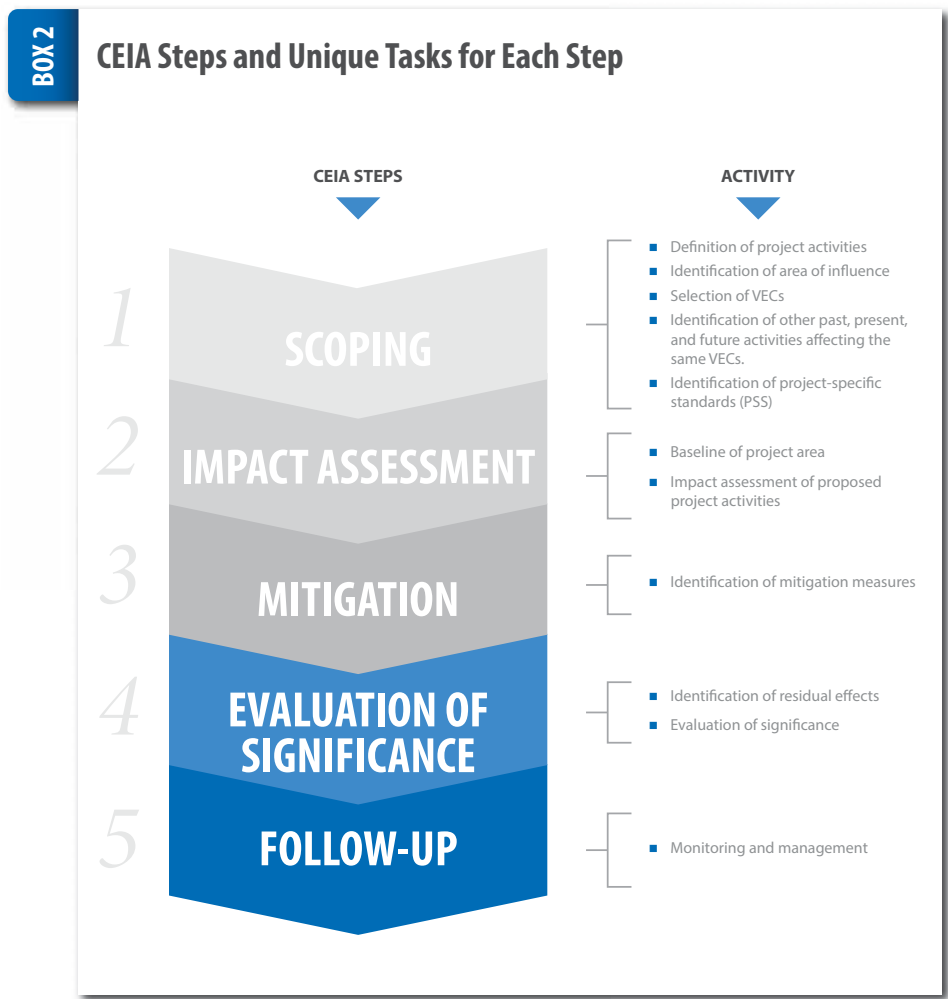 BOX 2
CEIA Steps and Unique Tasks for Each Step
CEIA STEPS
ACTIVITY
1
SCOPING
Definition of project activities
Identification of area of influence
Selection of VECs
Identification of other past, present,
and future activities affecting the
same VECs.
Identification of project-specific
standards (PSS)
2
IMPACT ASSESSMENT
Baseline of project area
Impact assessment of proposed
project activities
3
MITIGATION
Identification of mitigation measures
4
EVALUATION OF
SIGNIFICANCE
Identification of residual effects
Evaluation of significance
5
FOLLOW-UP
Monitoring and management